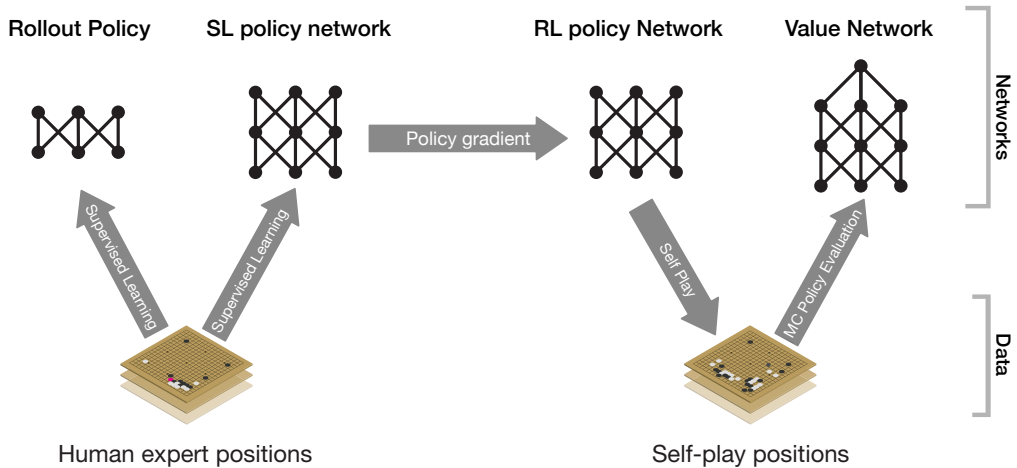 Rollout Policy
SL policy network
RL policy Network
Value Network
Networks
Policy gradient
Supervised Learning
Supervised Learning
Self Play
MC Policy Evaluation
Data
Human expert positions
Self-play positions